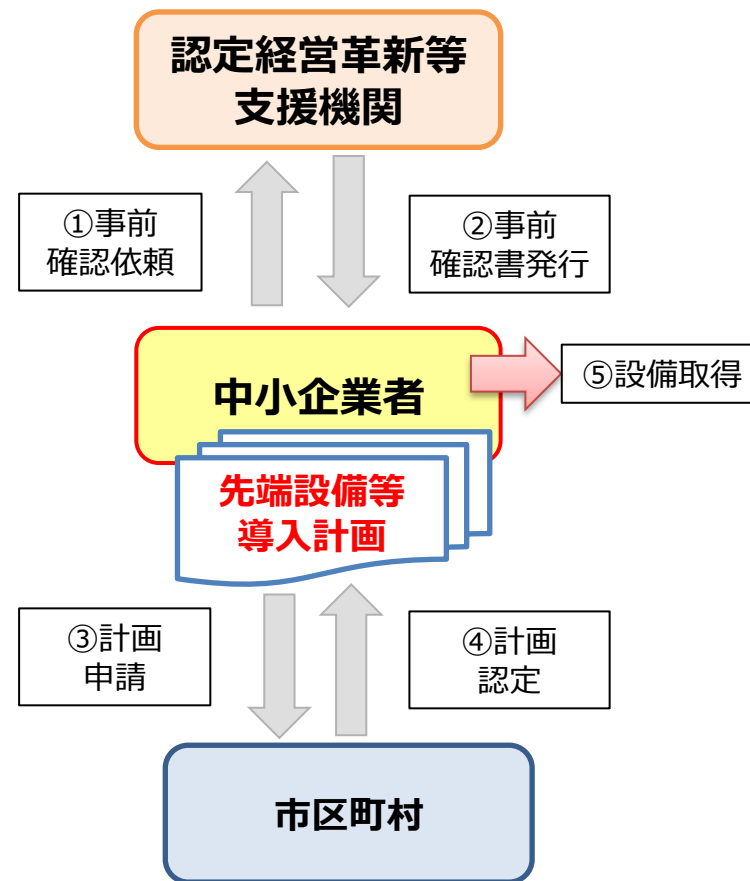 認定経営革新等
支援機関
①事前
確認依頼
②事前
確認書発行
中小企業者
⑤設備取得
先端設備等
導入計画
③計画
申請
④計画
認定
市区町村